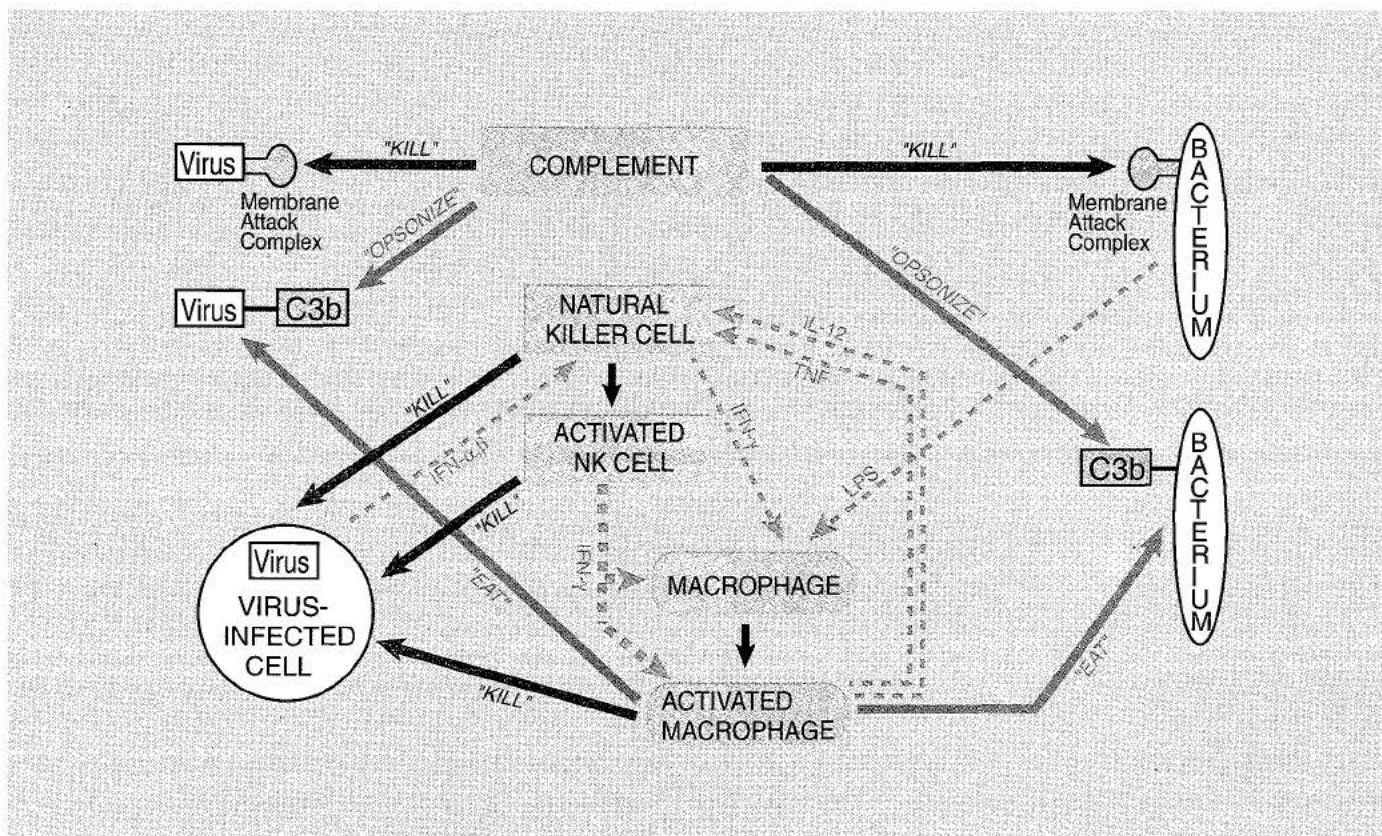 "KILL"
COMPLEMENT
"KILL"
Virus
Membrane
Attack
Complex
"OPSONIZE"
Membrane
Attack
Complex
BACTERIUM
"OPSONIZE"
Virus
C3b
NATURAL
KILLER CELL
IL-12
TNF
"KILL"
IFN-α,β
IFN-γ
LPS
ACTIVATED
NK CELL
C3b
BACTERIUM
"KILL"
Virus
VIRUS-
INFECTED
CELL
"EAT"
IFN-γ
MACROPHAGE
"KILL"
ACTIVATED
MACROPHAGE
"EAT"